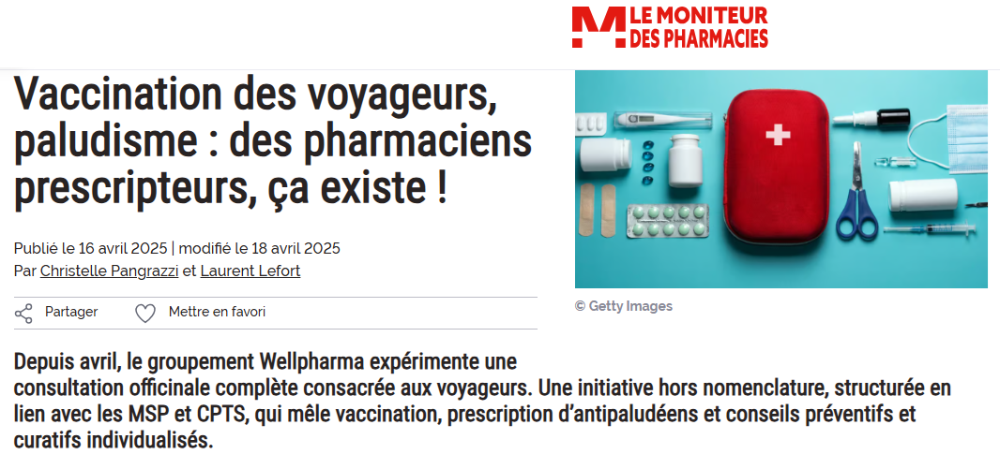 LE MONITEUR
DES PHARMACIES
Vaccination des voyageurs,
paludisme : des pharmaciens
prescripteurs, ça existe !
Publié le 16 avril 2025 | modifié le 18 avril 2025
Par Christelle Pangrazzi et Laurent Lefort
Partager
Mettre en favori
© Getty Images
Depuis avril, le groupement Wellpharma expérimente une
consultation officinale complète consacrée aux voyageurs. Une initiative hors nomenclature, structurée en
lien avec les MSP et CPTS, qui mêle vaccination, prescription d’antipaludéens et conseils préventifs et
curatifs individualisés.